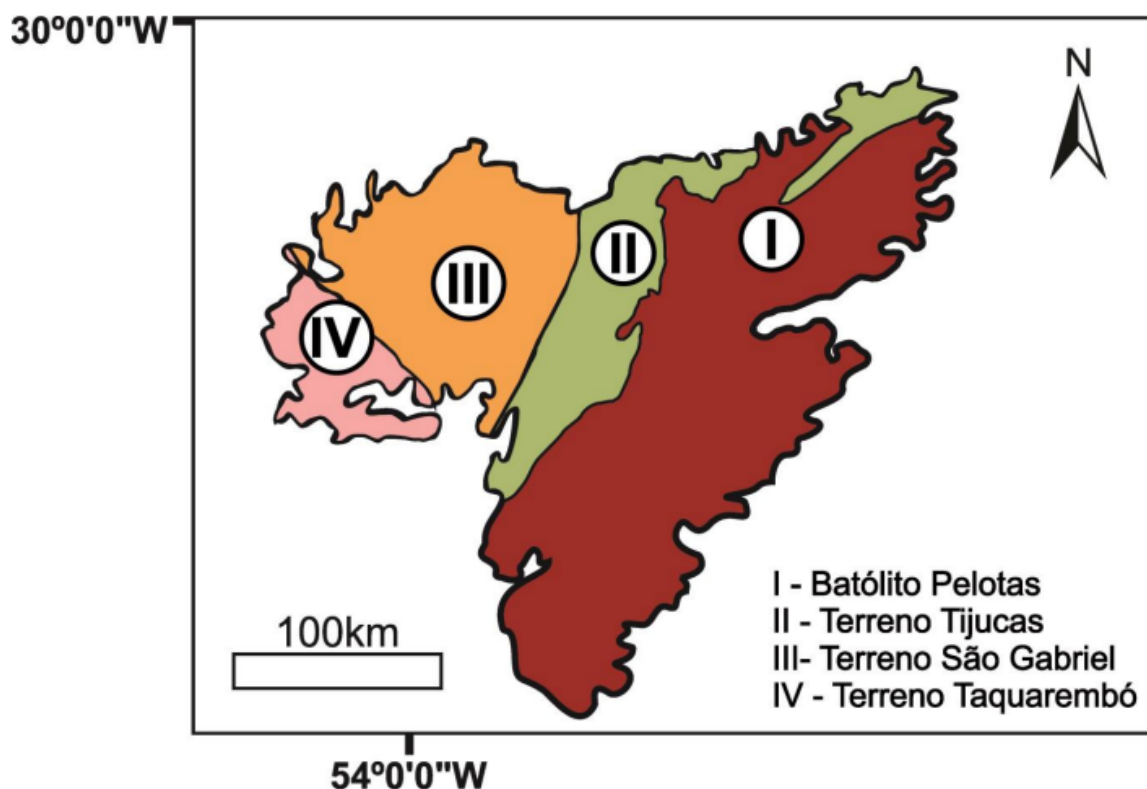 30º0'0"W
N
I
II
III
IV
100km
I - Batólito Pelotas
II - Terreno Tijucas
III- Terreno São Gabriel
IV - Terreno Taquarembó
54º0'0"W